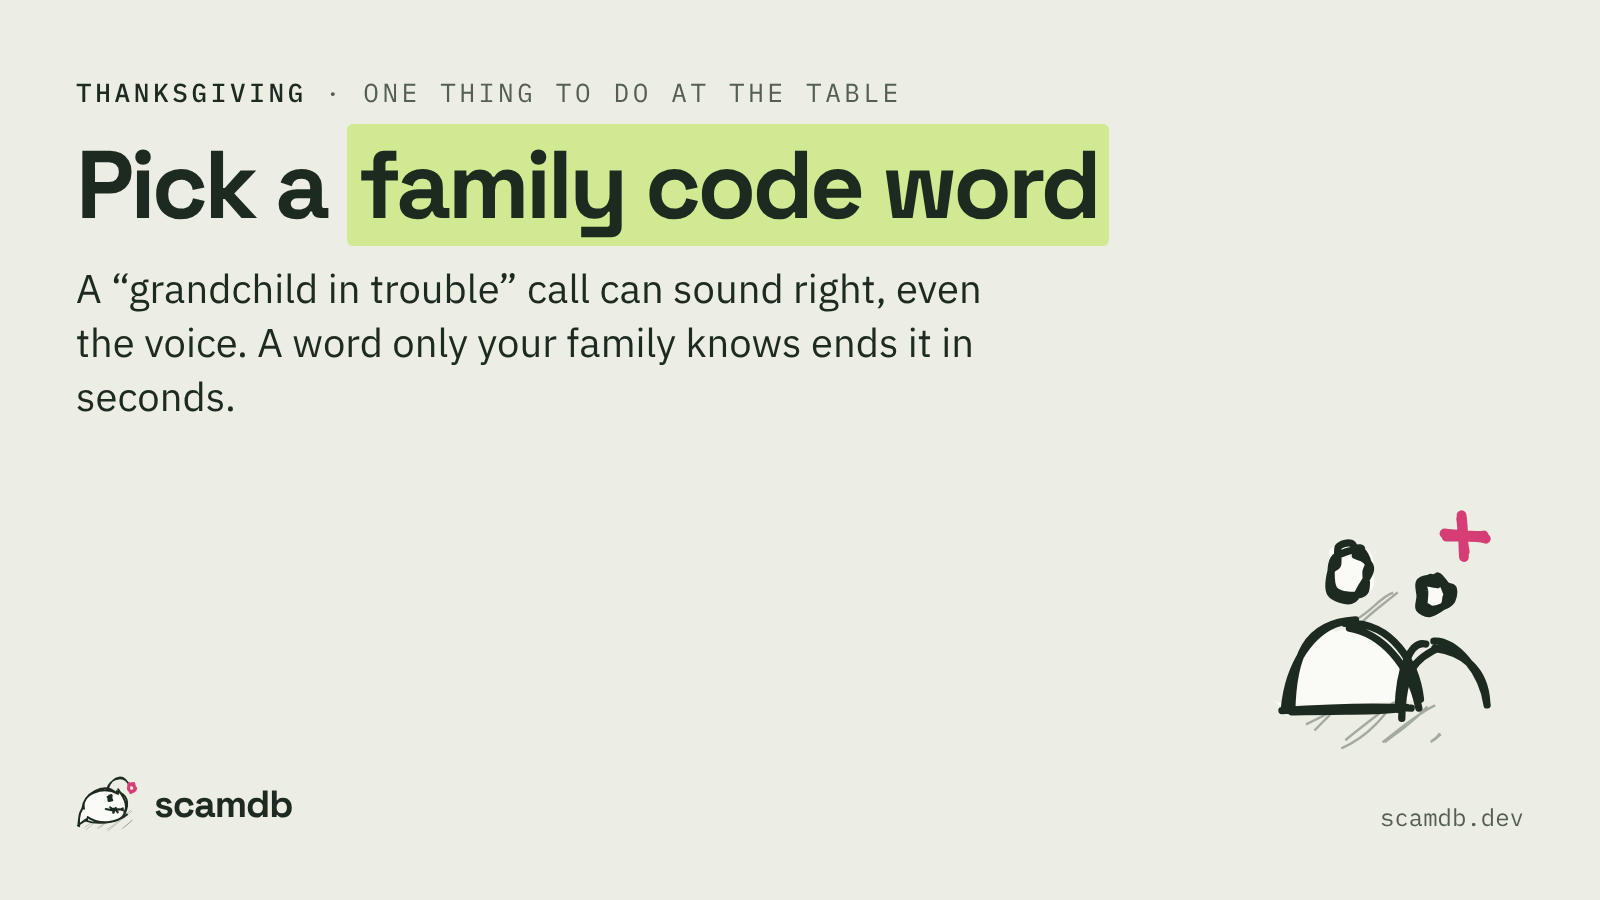 THANKSGIVING · ONE THING TO DO AT THE TABLE
Pick a family code word
A “grandchild in trouble” call can sound right, even
the voice. A word only your family knows ends it in
seconds.
scamdb
scamdb.dev